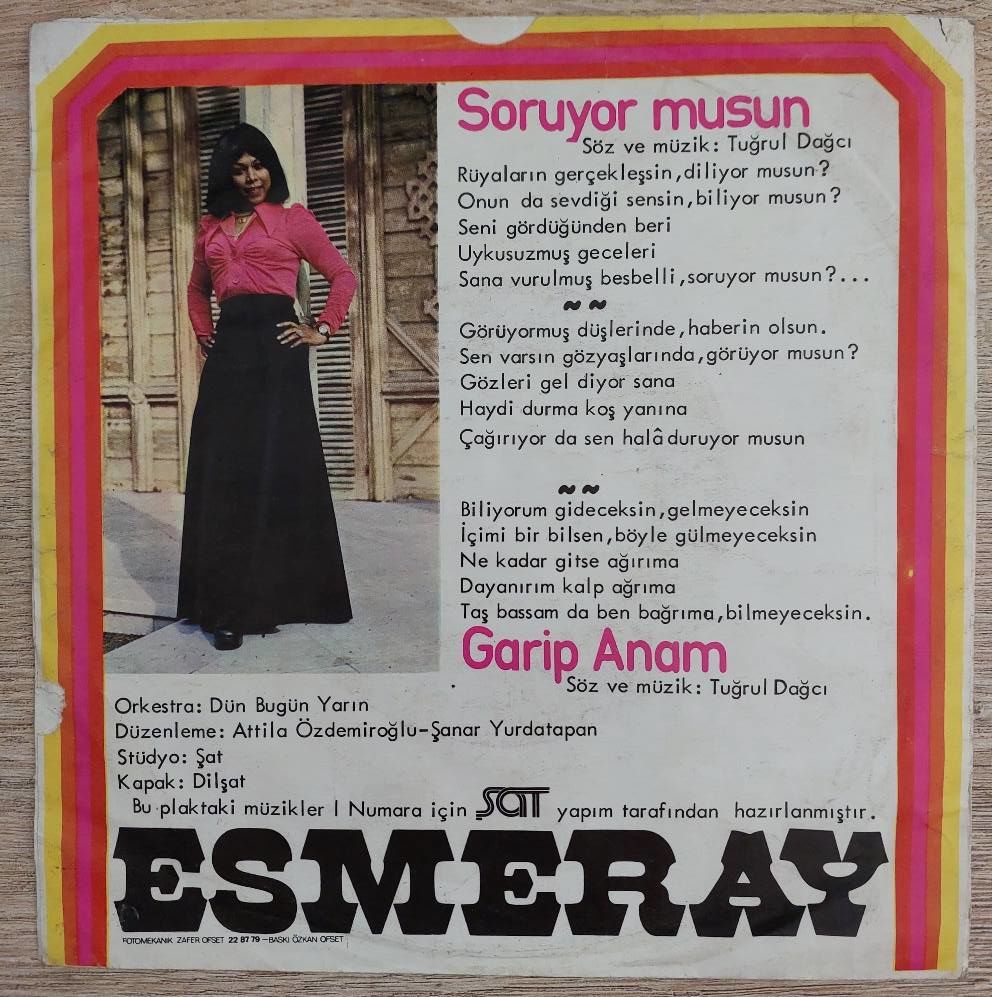 Soruyor musun
Söz ve müzik: Tuğrul Dağcı
Rüyaların gerçekleşsin,diliyor musun?
Onun da sevdiği sensin,biliyor musun?
Seni gördüğünden beri
Uykusuzmuş geceleri
Sana vurulmuş besbelli,soruyor musun?...
Görüyormuş düşlerinde,haberin olsun.
Sen varsın gözyaşlarında,görüyor musun?
Gözleri gel diyor sana
Haydi durma koş yanına
Çağırıyor da sen halâ duruyor musun
Biliyorum gideceksin,gelmeyeceksin
İçimi bir bilsen,böyle gülmeyeceksin
Ne kadar gitse ağırıma
Dayanırım kalp ağrıma
Taş bassam da ben bağrıma,bilmeyeceksin.
Garip Anam
Söz ve müzik: Tuğrul Dağcı
Orkestra: Dün Bugün Yarın
Düzenleme: Attila Özdemiroğlu-Şanar Yurdatapan
Stüdyo: Şat
Kapak: Dilşat
Bu plaktaki müzikler 1 Numara için ŞAT yapım tarafından hazırlanmıştır.
ESMERAY
FOTOMEKANIK ZAFER OFSET 22 87 79 -BASKI ÖZKAN OFSET